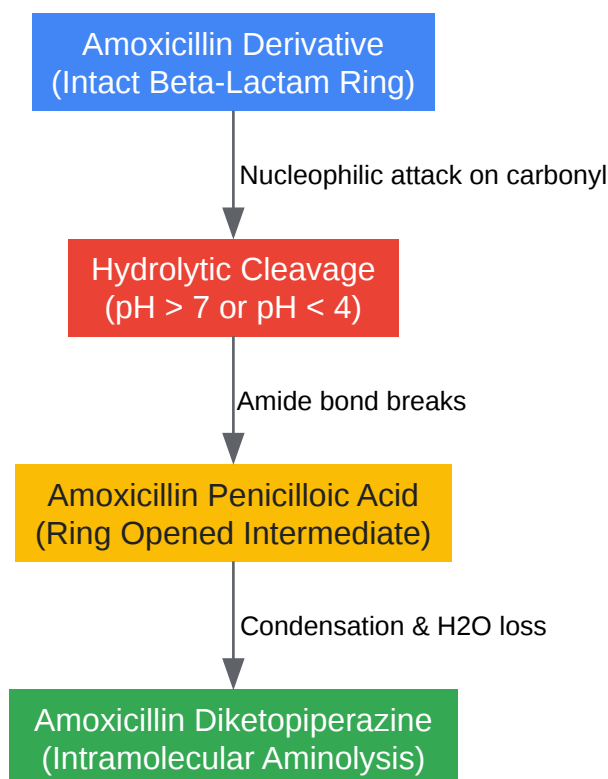 Amoxicillin Derivative
(Intact Beta-Lactam Ring)
Nucleophilic attack on carbonyl
Hydrolytic Cleavage
(pH > 7 or pH < 4)
Amide bond breaks
Amoxicillin Penicilloic Acid
(Ring Opened Intermediate)
Condensation & H2O loss
Amoxicillin Diketopiperazine
(Intramolecular Aminolysis)